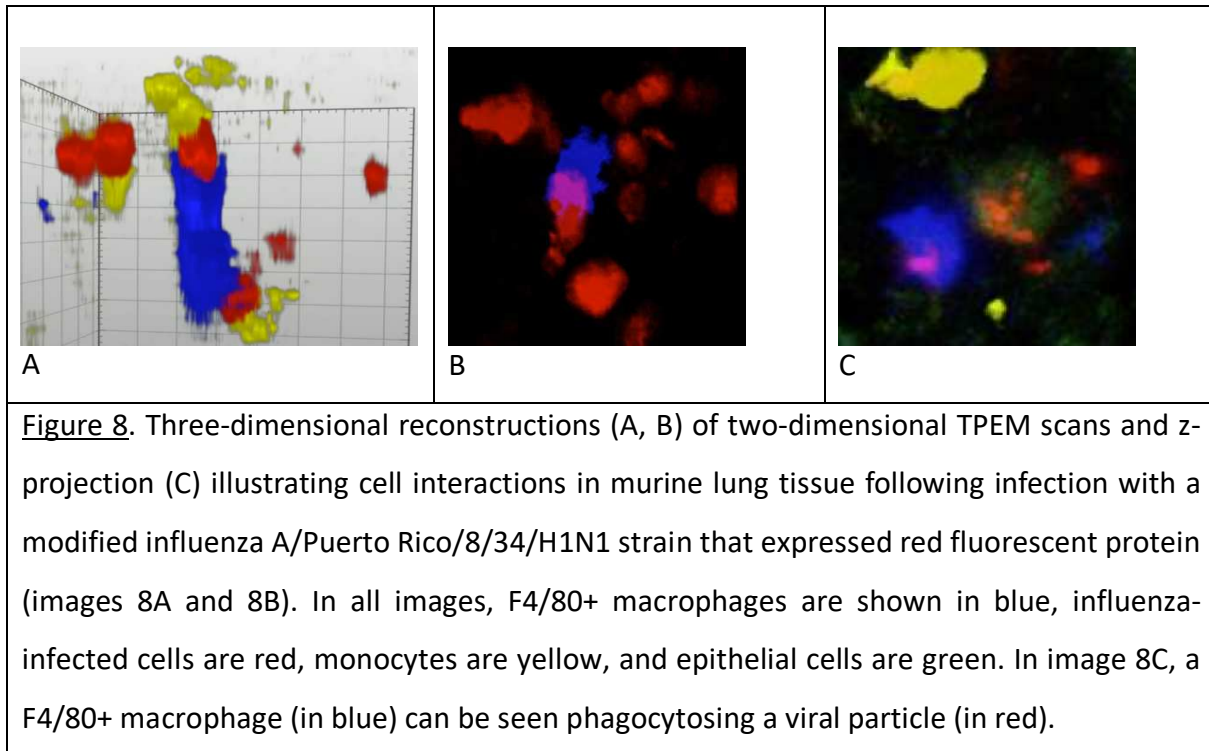 A
B
C
Figure 8. Three-dimensional reconstructions (A, B) of two-dimensional TPEM scans and z-
projection (C) illustrating cell interactions in murine lung tissue following infection with a
modified influenza A/Puerto Rico/8/34/H1N1 strain that expressed red fluorescent protein
(images 8A and 8B). In all images, F4/80+ macrophages are shown in blue, influenza-
infected cells are red, monocytes are yellow, and epithelial cells are green. In image 8C, a
F4/80+ macrophage (in blue) can be seen phagocytosing a viral particle (in red).